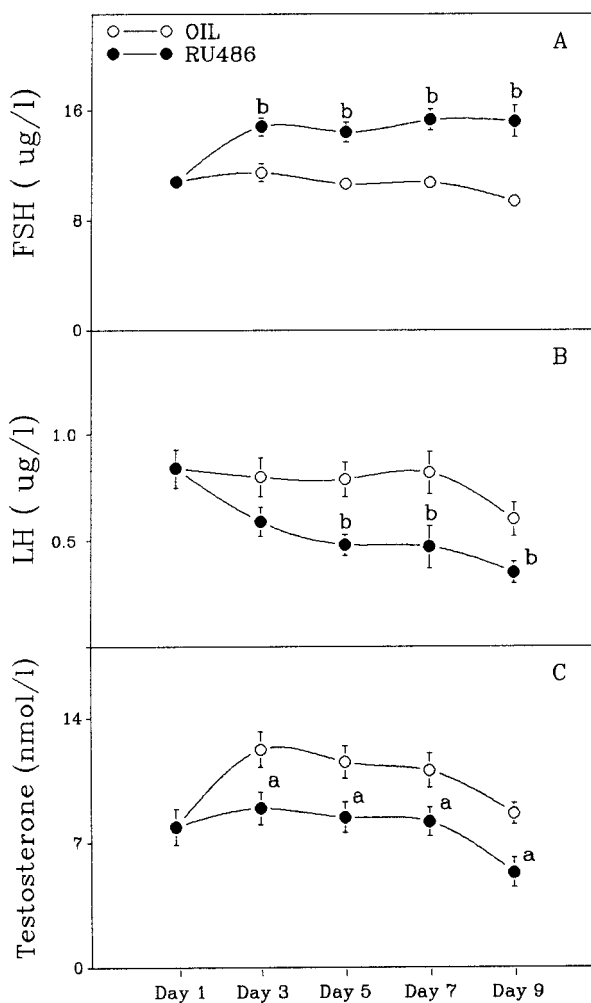 OIL
RU486
A
FSH ( ug/l)
16
8
0
b b b b
B
LH ( ug/l)
1.0
0.5
b b b
C
Testosterone (nmol/l)
14
7
0
a a a a
Day 1 Day 3 Day 5 Day 7 Day 9